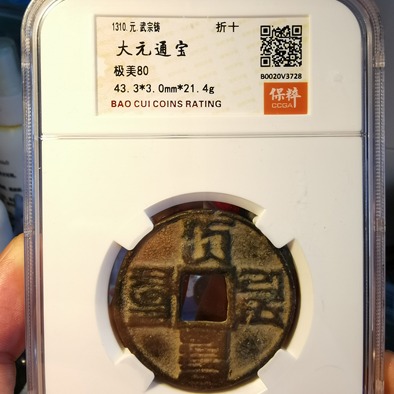 1310.元.武宗铸 折十
大元通宝
极美80
43.3*3.0mm*21.4g
BAO CUI COINS RATING
B0020V3728
保粹
CCGA